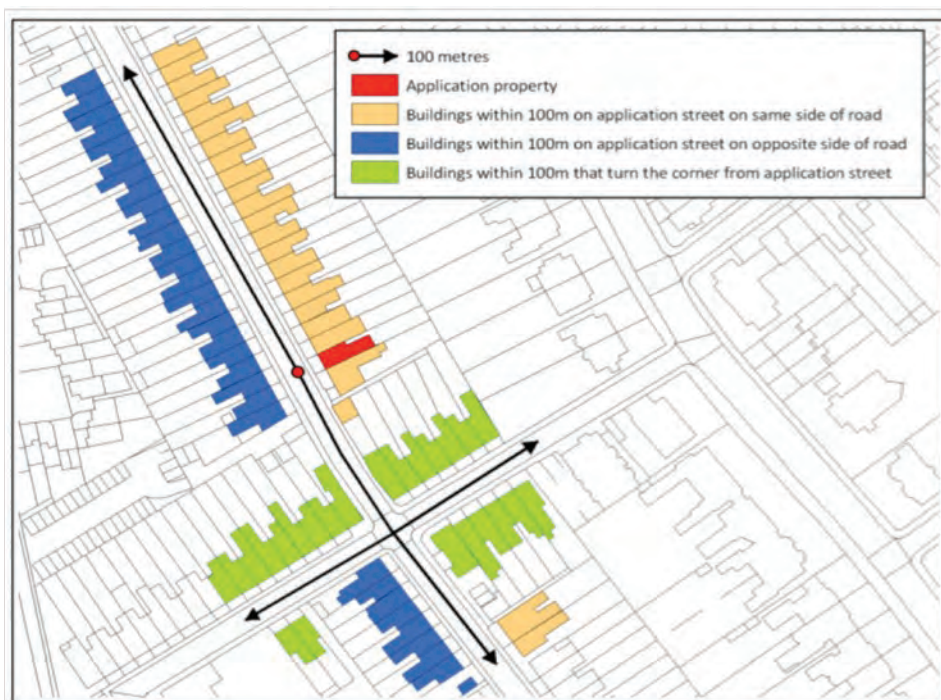 100 metres
Application property
Buildings within 100m on application street on same side of road
Buildings within 100m on application street on opposite side of road
Buildings within 100m that turn the corner from application street